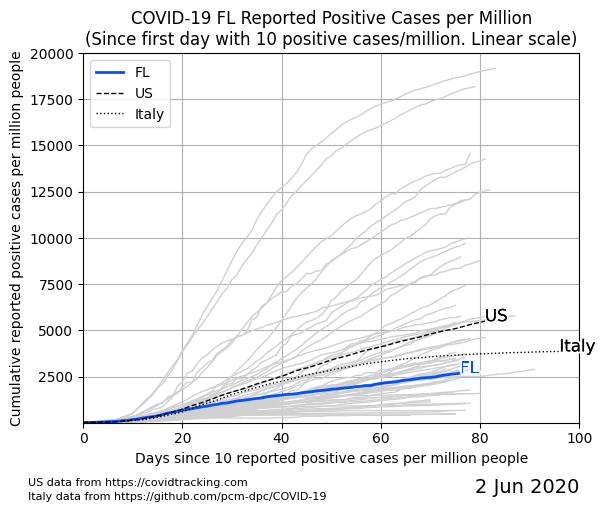 COVID-19 FL Reported Positive Cases per Million
(Since first day with 10 positive cases/million. Linear scale)
Cumulative reported positive cases per million people
20000
17500
15000
12500
10000
7500
5000
2500
FL
US
Italy
US
Italy
FL
0
20
40
60
80
100
Days since 10 reported positive cases per million people
US data from https://covidtracking.com
Italy data from https://github.com/pcm-dpc/COVID-19
2 Jun 2020